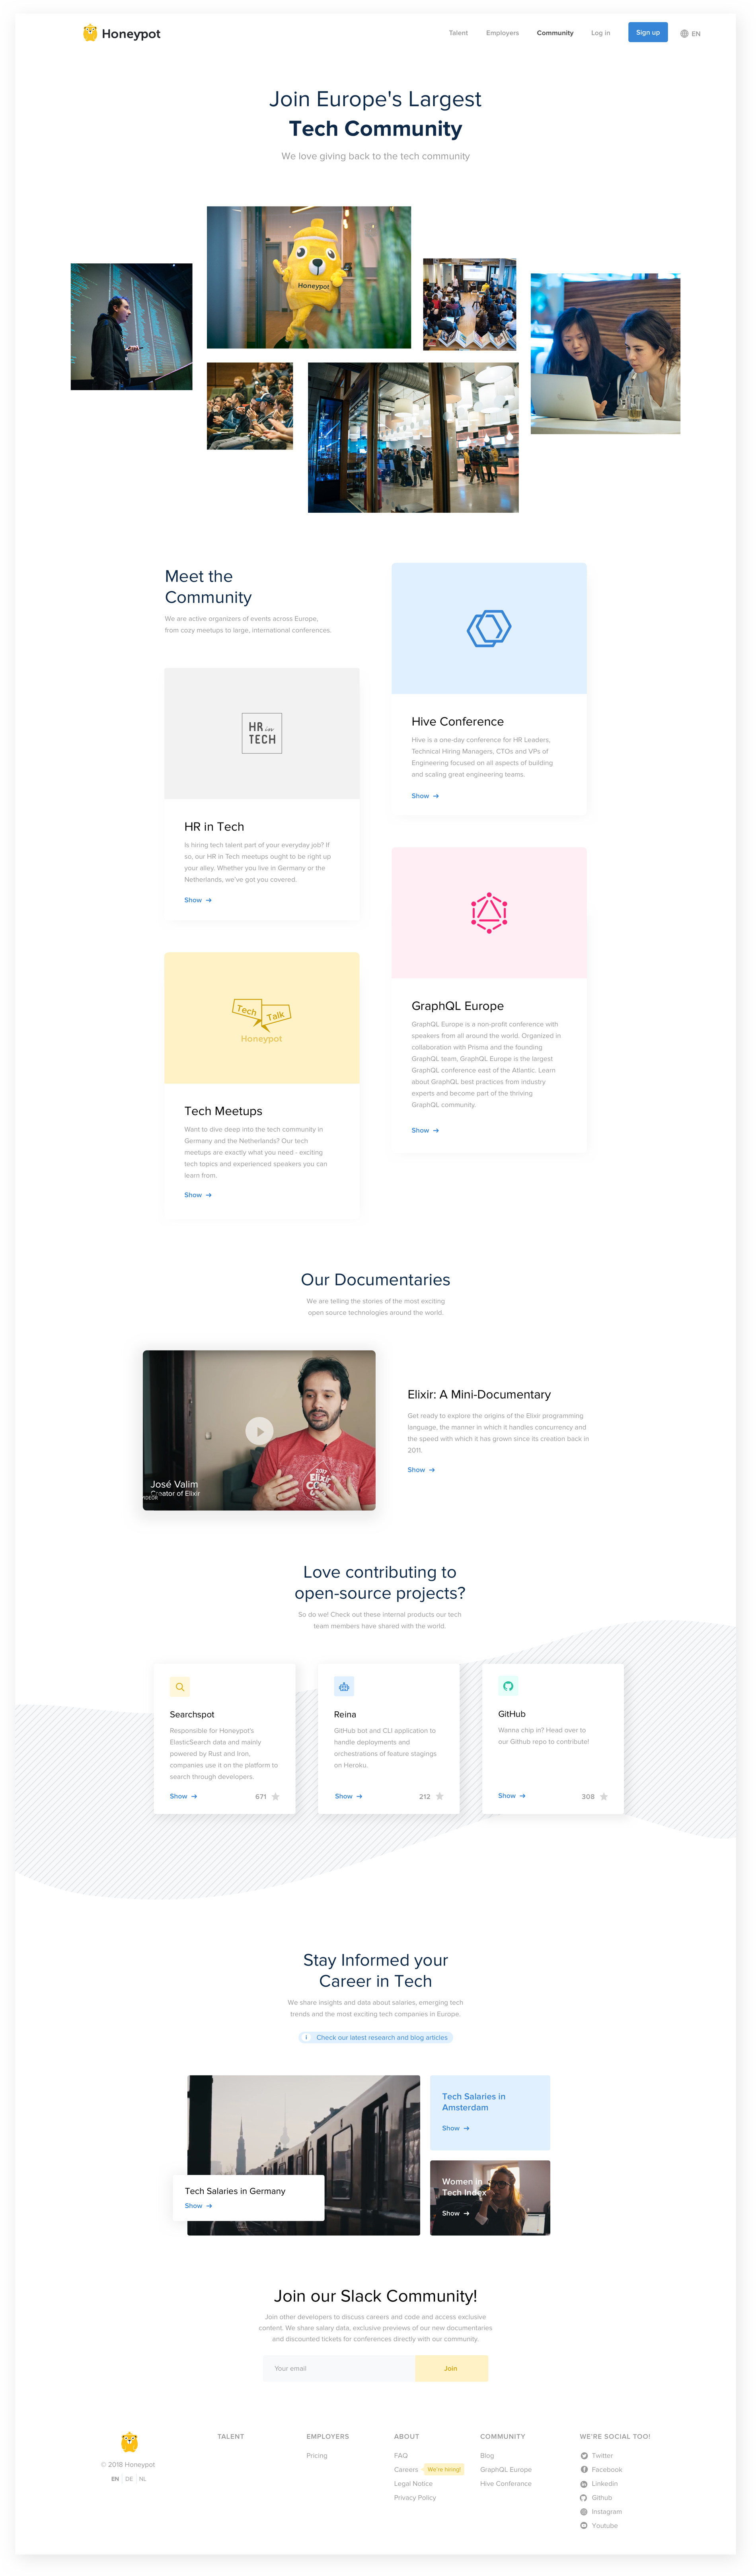 Honeypot
Talent
Employers
Community
Log in
Sign up
EN
Join Europe's Largest
Tech Community
We love giving back to the tech community
Honeypot
Meet the
Community
We are active organizers of events across Europe,
from cozy meetups to large, international conferences.
HR in
TECH
HR in Tech
Is hiring tech talent part of your everyday job? If
so, our HR in Tech meetups ought to be right up
your alley. Whether you live in Germany or the
Netherlands, we've got you covered.
Show
Hive Conference
Hive is a one-day conference for HR Leaders,
Technical Hiring Managers, CTOs and VPs of
Engineering focused on all aspects of building
and scaling great engineering teams.
Show
Tech Talk
Honeypot
Tech Meetups
Want to dive deep into the tech community in
Germany and the Netherlands? Our tech
meetups are exactly what you need - exciting
tech topics and experienced speakers you can
learn from.
Show
GraphQL Europe
GraphQL Europe is a non-profit conference with
speakers from all around the world. Organized in
collaboration with Prisma and the founding
GraphQL team, GraphQL Europe is the largest
GraphQL conference east of the Atlantic. Learn
about GraphQL best practices from industry
experts and become part of the thriving
GraphQL community.
Show
Our Documentaries
We are telling the stories of the most exciting
open source technologies around the world.
José Valim
Creator of Elixir
2017
Elixir
Elixir: A Mini-Documentary
Get ready to explore the origins of the Elixir programming
language, the manner in which it handles concurrency and
the speed with which it has grown since its creation back in
2011.
Show
Love contributing to
open-source projects?
So do we! Check out these internal products our tech
team members have shared with the world.
Searchspot
Responsible for Honeypot's
ElasticSearch data and mainly
powered by Rust and Iron,
companies use it on the platform to
search through developers.
Show
671
Reina
GitHub bot and CLI application to
handle deployments and
orchestrations of feature stagings
on Heroku.
Show
212
GitHub
Wanna chip in? Head over to
our Github repo to contribute!
Show
308
Stay Informed your
Career in Tech
We share insights and data about salaries, emerging tech
trends and the most exciting tech companies in Europe.
Check our latest research and blog articles
Tech Salaries in Germany
Show
Tech Salaries in
Amsterdam
Show
Women in
Tech Index
Show
Join our Slack Community!
Join other developers to discuss careers and code and access exclusive
content. We share salary data, exclusive previews of our new documentaries
and discounted tickets for conferences directly with our community.
Your email
Join
© 2018 Honeypot
EN | DE | NL
TALENT
EMPLOYERS
Pricing
ABOUT
FAQ
Careers
We're hiring!
Legal Notice
Privacy Policy
COMMUNITY
Blog
GraphQL Europe
Hive Conferance
WE'RE SOCIAL TOO!
Twitter
Facebook
Linkedin
Github
Instagram
Youtube